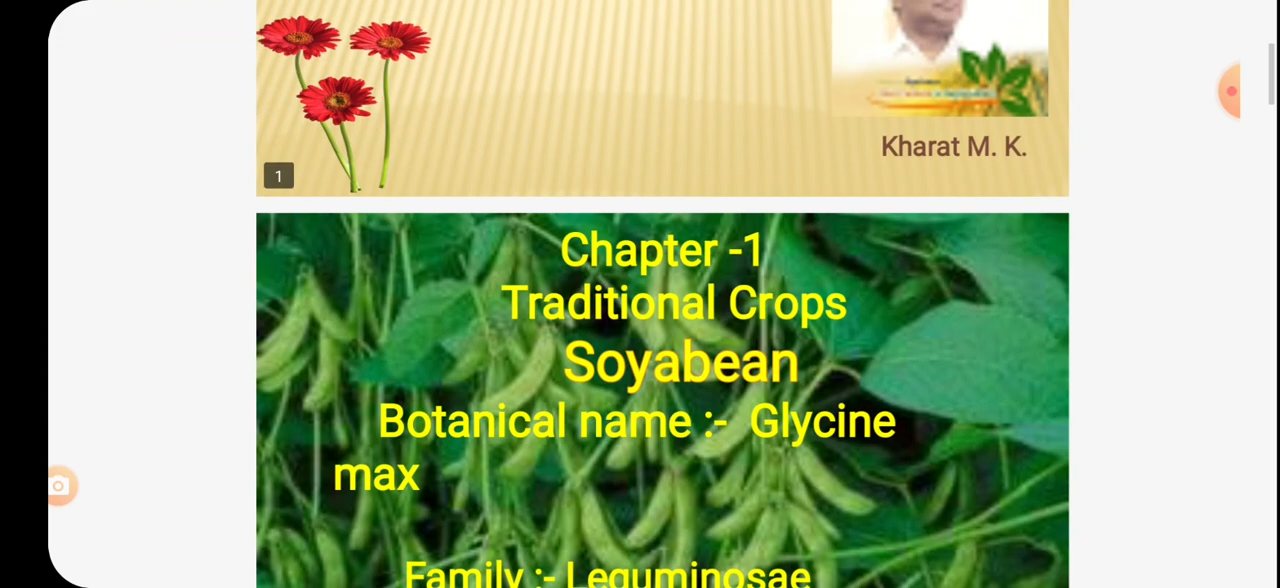 Kharat M. K.
1
Chapter -1
Traditional Crops
Soyabean
Botanical name :- Glycine
max
Family :- Leguminosae